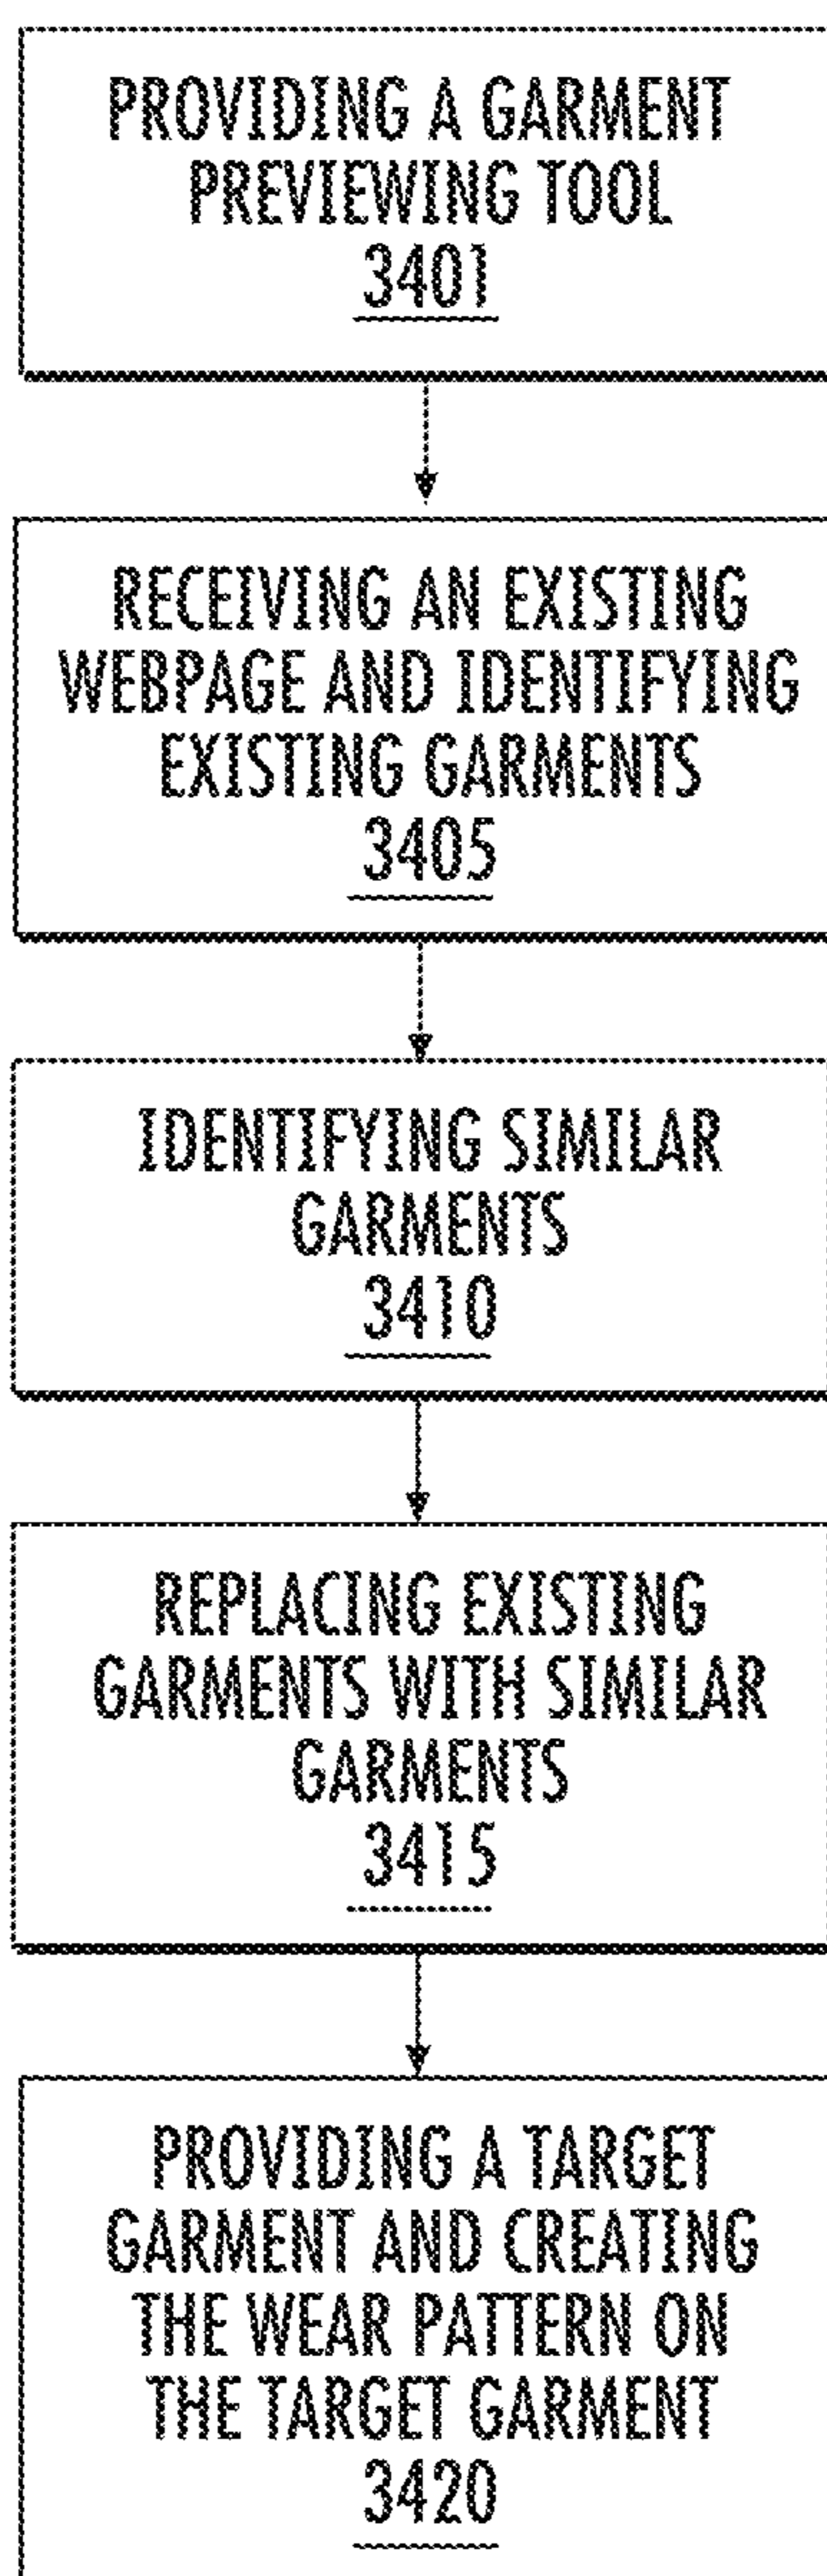 PROVIDING A GARMENT
PREVIEWING TOOL
3401
RECEIVING AN EXISTING
WEBPAGE AND IDENTIFYING
EXISTING GARMENTS
3405
IDENTIFYING SIMILAR
GARMENTS
3410
REPLACING EXISTING
GARMENTS WITH SIMILAR
GARMENTS
3415
PROVIDING A TARGET
GARMENT AND CREATING
THE WEAR PATTERN ON
THE TARGET GARMENT
3420